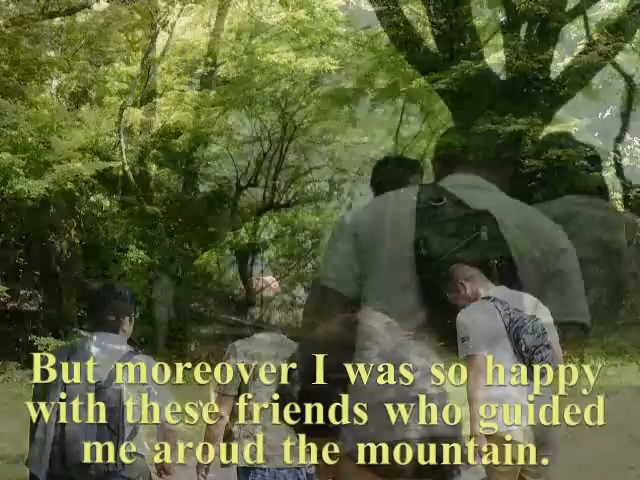 But moreover I was so happy
with these friends who guided
me aroud the mountain.